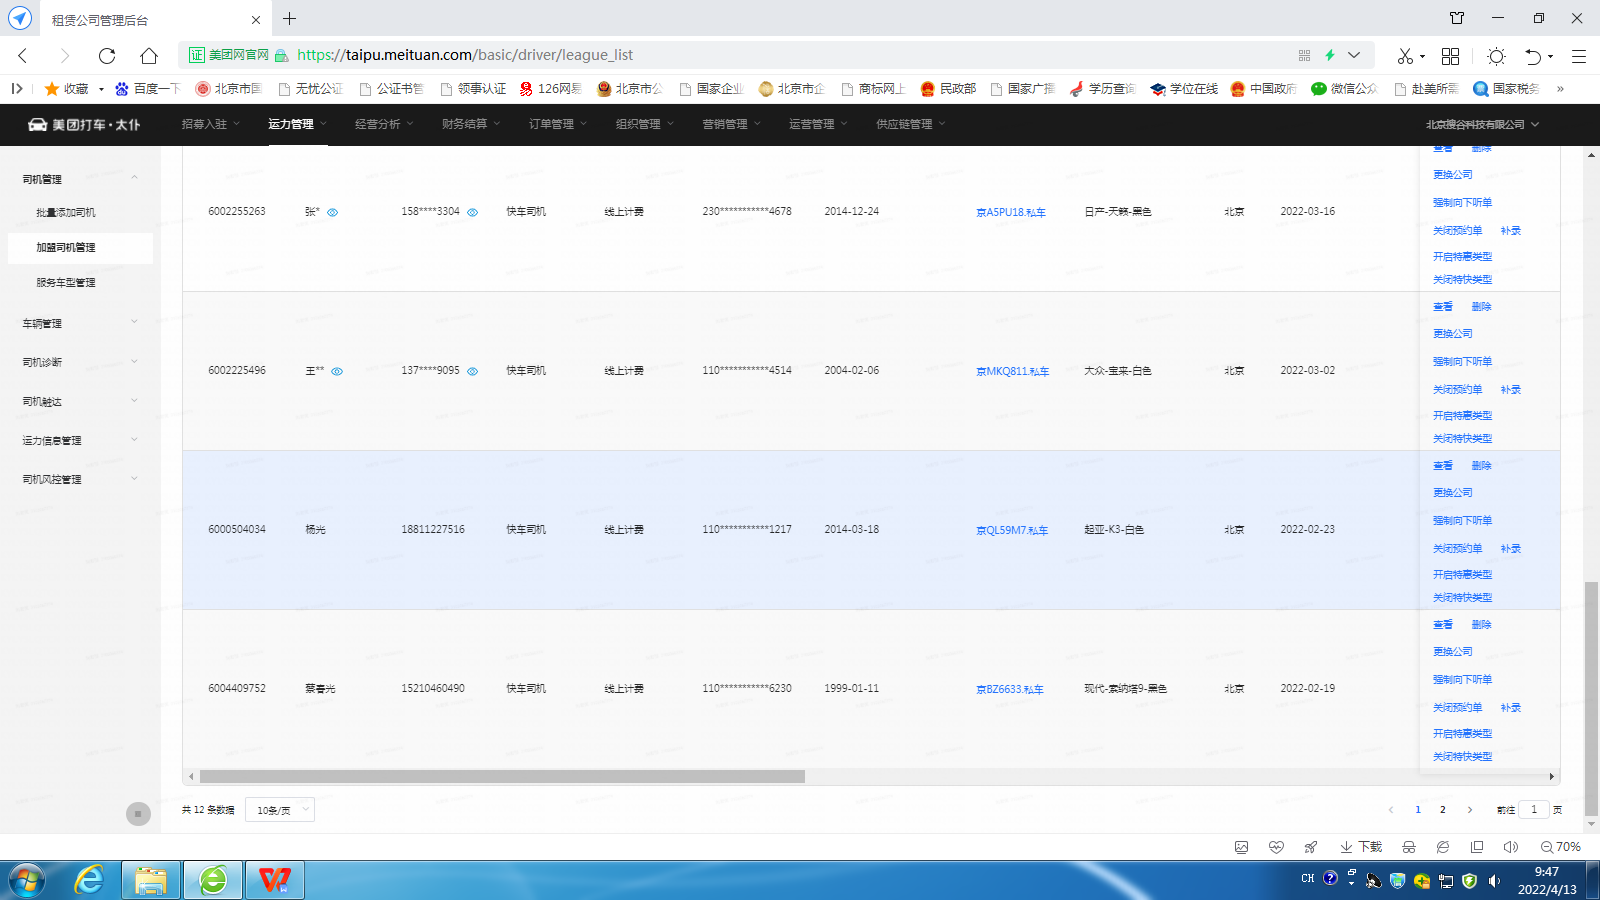 租赁公司管理后台
证 美团网官网 https://taipu.meituan.com/basic/driver/league_list
收藏 百度一下 北京市国 无忧公证 公证书管 领事认证 126网易 北京市公 国家企业 北京市企 商标网上 民政部 国家广播 学历查询 学位在线 中国政府 微信公众 赴美所需 国家税务 »
美团打车·太仆 招募入驻 运力管理 经营分析 财务结算 订单管理 组织管理 营销管理 运营管理 供应链管理 北京搜谷科技有限公司
司机管理
批量添加司机
加盟司机管理
服务车型管理
车辆管理
司机诊断
司机触达
运力信息管理
司机风控管理
查看 删除
更换公司
6002255263 张* 158****3304 快车司机 线上计费 230***********4678 2014-12-24 京A5PU18.私车 日产-天籁-黑色 北京 2022-03-16
强制向下听单
关闭预约单 补录
开启特惠类型
关闭特快类型
查看 删除
更换公司
6002225496 王** 137****9095 快车司机 线上计费 110***********4514 2004-02-06 京MKQ811.私车 大众-宝来-白色 北京 2022-03-02
强制向下听单
关闭预约单 补录
开启特惠类型
关闭特快类型
查看 删除
更换公司
6000504034 杨光 18811227516 快车司机 线上计费 110***********1217 2014-03-18 京QL59M7.私车 起亚-K3-白色 北京 2022-02-23
强制向下听单
关闭预约单 补录
开启特惠类型
关闭特快类型
查看 删除
更换公司
6004409752 蔡春光 15210460490 快车司机 线上计费 110***********6230 1999-01-11 京BZ6633.私车 现代-索纳塔9-黑色 北京 2022-02-19
强制向下听单
关闭预约单 补录
开启特惠类型
关闭特快类型
共 12 条数据 10条/页 1 2 前往 1 页
下载 70%
CH 9:47
2022/4/13